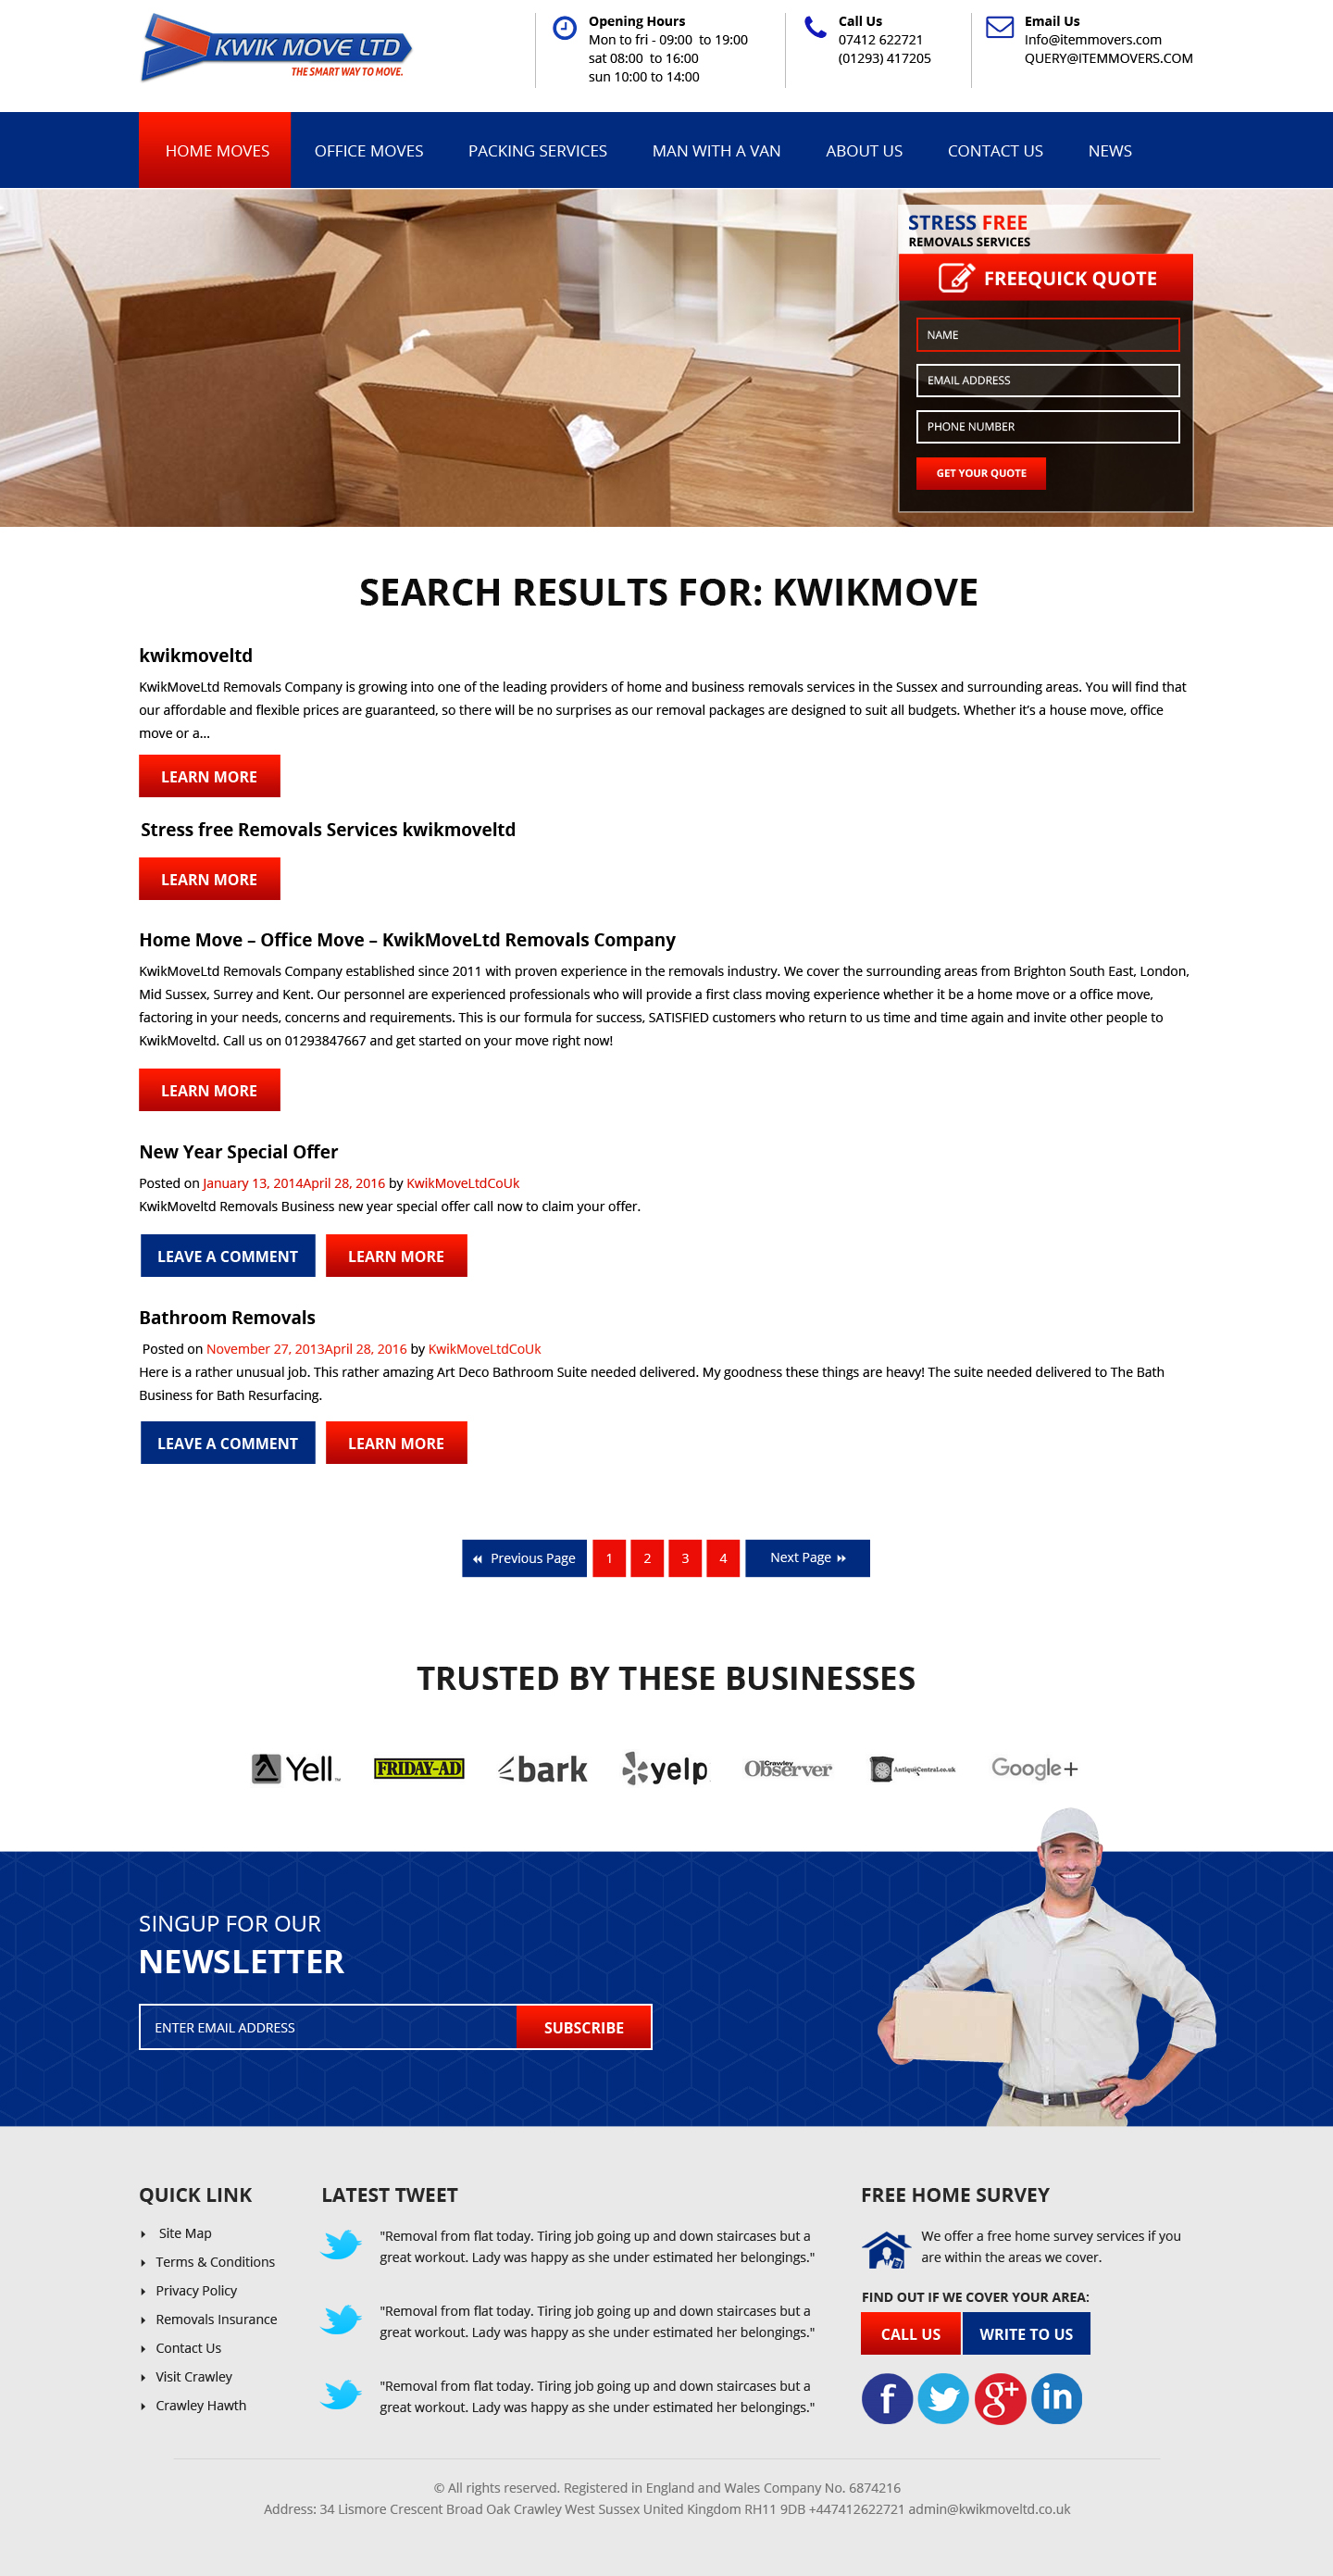 KWIK MOVE LTD
THE SMART WAY TO MOVE.
Opening Hours
Mon to fri - 09:00 to 19:00
sat 08:00 to 16:00
sun 10:00 to 14:00
Call Us
07412 622721
(01293) 417205
Email Us
Info@itemmovers.com
QUERY@ITEMMOVERS.COM
HOME MOVES OFFICE MOVES PACKING SERVICES MAN WITH A VAN ABOUT US CONTACT US NEWS
STRESS FREE
REMOVALS SERVICES
FREEQUICK QUOTE
NAME
EMAIL ADDRESS
PHONE NUMBER
GET YOUR QUOTE
SEARCH RESULTS FOR: KWIKMOVE
kwikmoveltd
KwikMoveLtd Removals Company is growing into one of the leading providers of home and business removals services in the Sussex and surrounding areas. You will find that
our affordable and flexible prices are guaranteed, so there will be no surprises as our removal packages are designed to suit all budgets. Whether it's a house move, office
move or a...
LEARN MORE
Stress free Removals Services kwikmoveltd
LEARN MORE
Home Move – Office Move – KwikMoveLtd Removals Company
KwikMoveLtd Removals Company established since 2011 with proven experience in the removals industry. We cover the surrounding areas from Brighton South East, London,
Mid Sussex, Surrey and Kent. Our personnel are experienced professionals who will provide a first class moving experience whether it be a home move or a office move,
factoring in your needs, concerns and requirements. This is our formula for success, SATISFIED customers who return to us time and time again and invite other people to
KwikMoveltd. Call us on 01293847667 and get started on your move right now!
LEARN MORE
New Year Special Offer
Posted on January 13, 2014April 28, 2016 by KwikMoveLtdCoUk
KwikMoveltd Removals Business new year special offer call now to claim your offer.
LEAVE A COMMENT LEARN MORE
Bathroom Removals
Posted on November 27, 2013April 28, 2016 by KwikMoveLtdCoUk
Here is a rather unusual job. This rather amazing Art Deco Bathroom Suite needed delivered. My goodness these things are heavy! The suite needed delivered to The Bath
Business for Bath Resurfacing.
LEAVE A COMMENT LEARN MORE
Previous Page 1 2 3 4 Next Page
TRUSTED BY THESE BUSINESSES
Yell TM FRIDAY-AD bark yelp Crawley Observer AntiquesCentral.co.uk Google+
SINGUP FOR OUR
NEWSLETTER
ENTER EMAIL ADDRESS SUBSCRIBE
QUICK LINK
Site Map
Terms & Conditions
Privacy Policy
Removals Insurance
Contact Us
Visit Crawley
Crawley Hawth
LATEST TWEET
"Removal from flat today. Tiring job going up and down staircases but a
great workout. Lady was happy as she under estimated her belongings."
"Removal from flat today. Tiring job going up and down staircases but a
great workout. Lady was happy as she under estimated her belongings."
"Removal from flat today. Tiring job going up and down staircases but a
great workout. Lady was happy as she under estimated her belongings."
FREE HOME SURVEY
We offer a free home survey services if you
are within the areas we cover.
FIND OUT IF WE COVER YOUR AREA:
CALL US WRITE TO US
f g+ in
© All rights reserved. Registered in England and Wales Company No. 6874216
Address: 34 Lismore Crescent Broad Oak Crawley West Sussex United Kingdom RH11 9DB +447412622721 admin@kwikmoveltd.co.uk